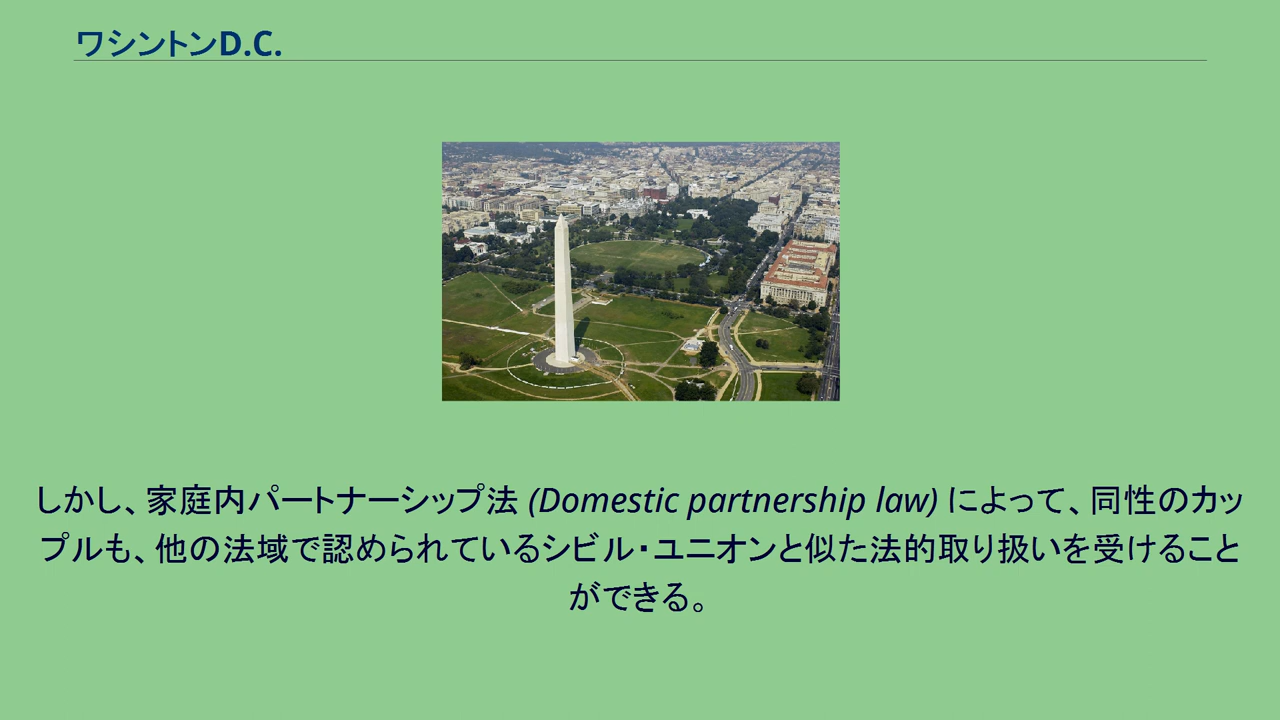 ワシントンD.C.
しかし、家庭内パートナーシップ法 (Domestic partnership law) によって、同性のカッ
プルも、他の法域で認められているシビル・ユニオンと似た法的取り扱いを受けること
ができる。